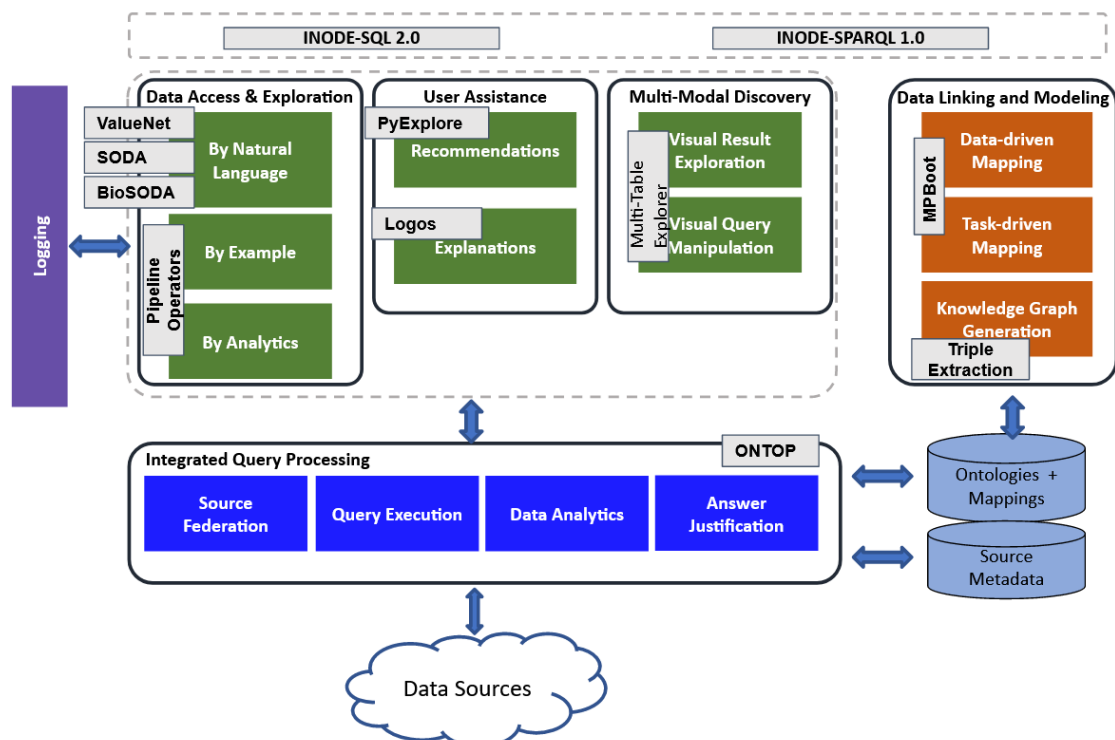 INODE-SQL 2.0
INODE-SPARQL 1.0
Logging
Data Access & Exploration
ValueNet
SODA
BioSODA
By Natural
Language
Pipeline
Operators
By Example
By Analytics
User Assistance
PyExplore
Recommendations
Logos
Explanations
Multi-Modal Discovery
Multi-Table
Explorer
Visual Result
Exploration
Visual Query
Manipulation
Data Linking and Modeling
MPBoot
Data-driven
Mapping
Task-driven
Mapping
Knowledge Graph
Generation
Triple
Extraction
Integrated Query Processing
ONTOP
Source
Federation
Query Execution
Data Analytics
Answer
Justification
Ontologies +
Mappings
Source
Metadata
Data Sources